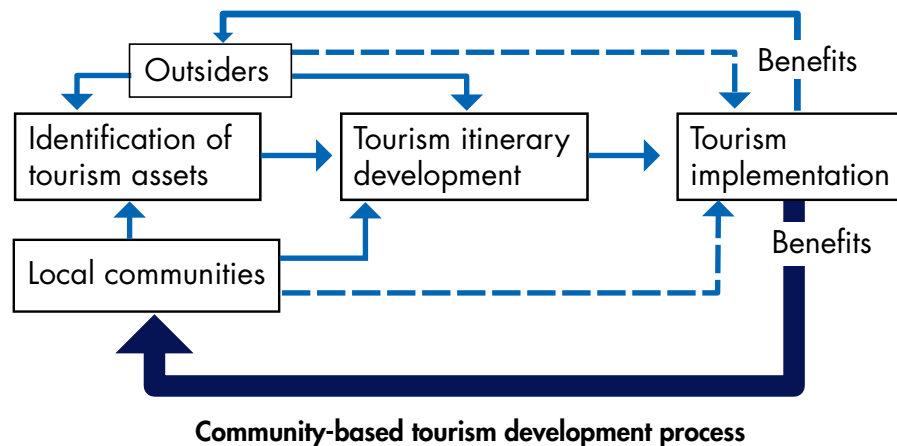 Outsiders
Benefits
Identification of
tourism assets
Tourism itinerary
development
Tourism
implementation
Local communities
Benefits
Community-based tourism development process